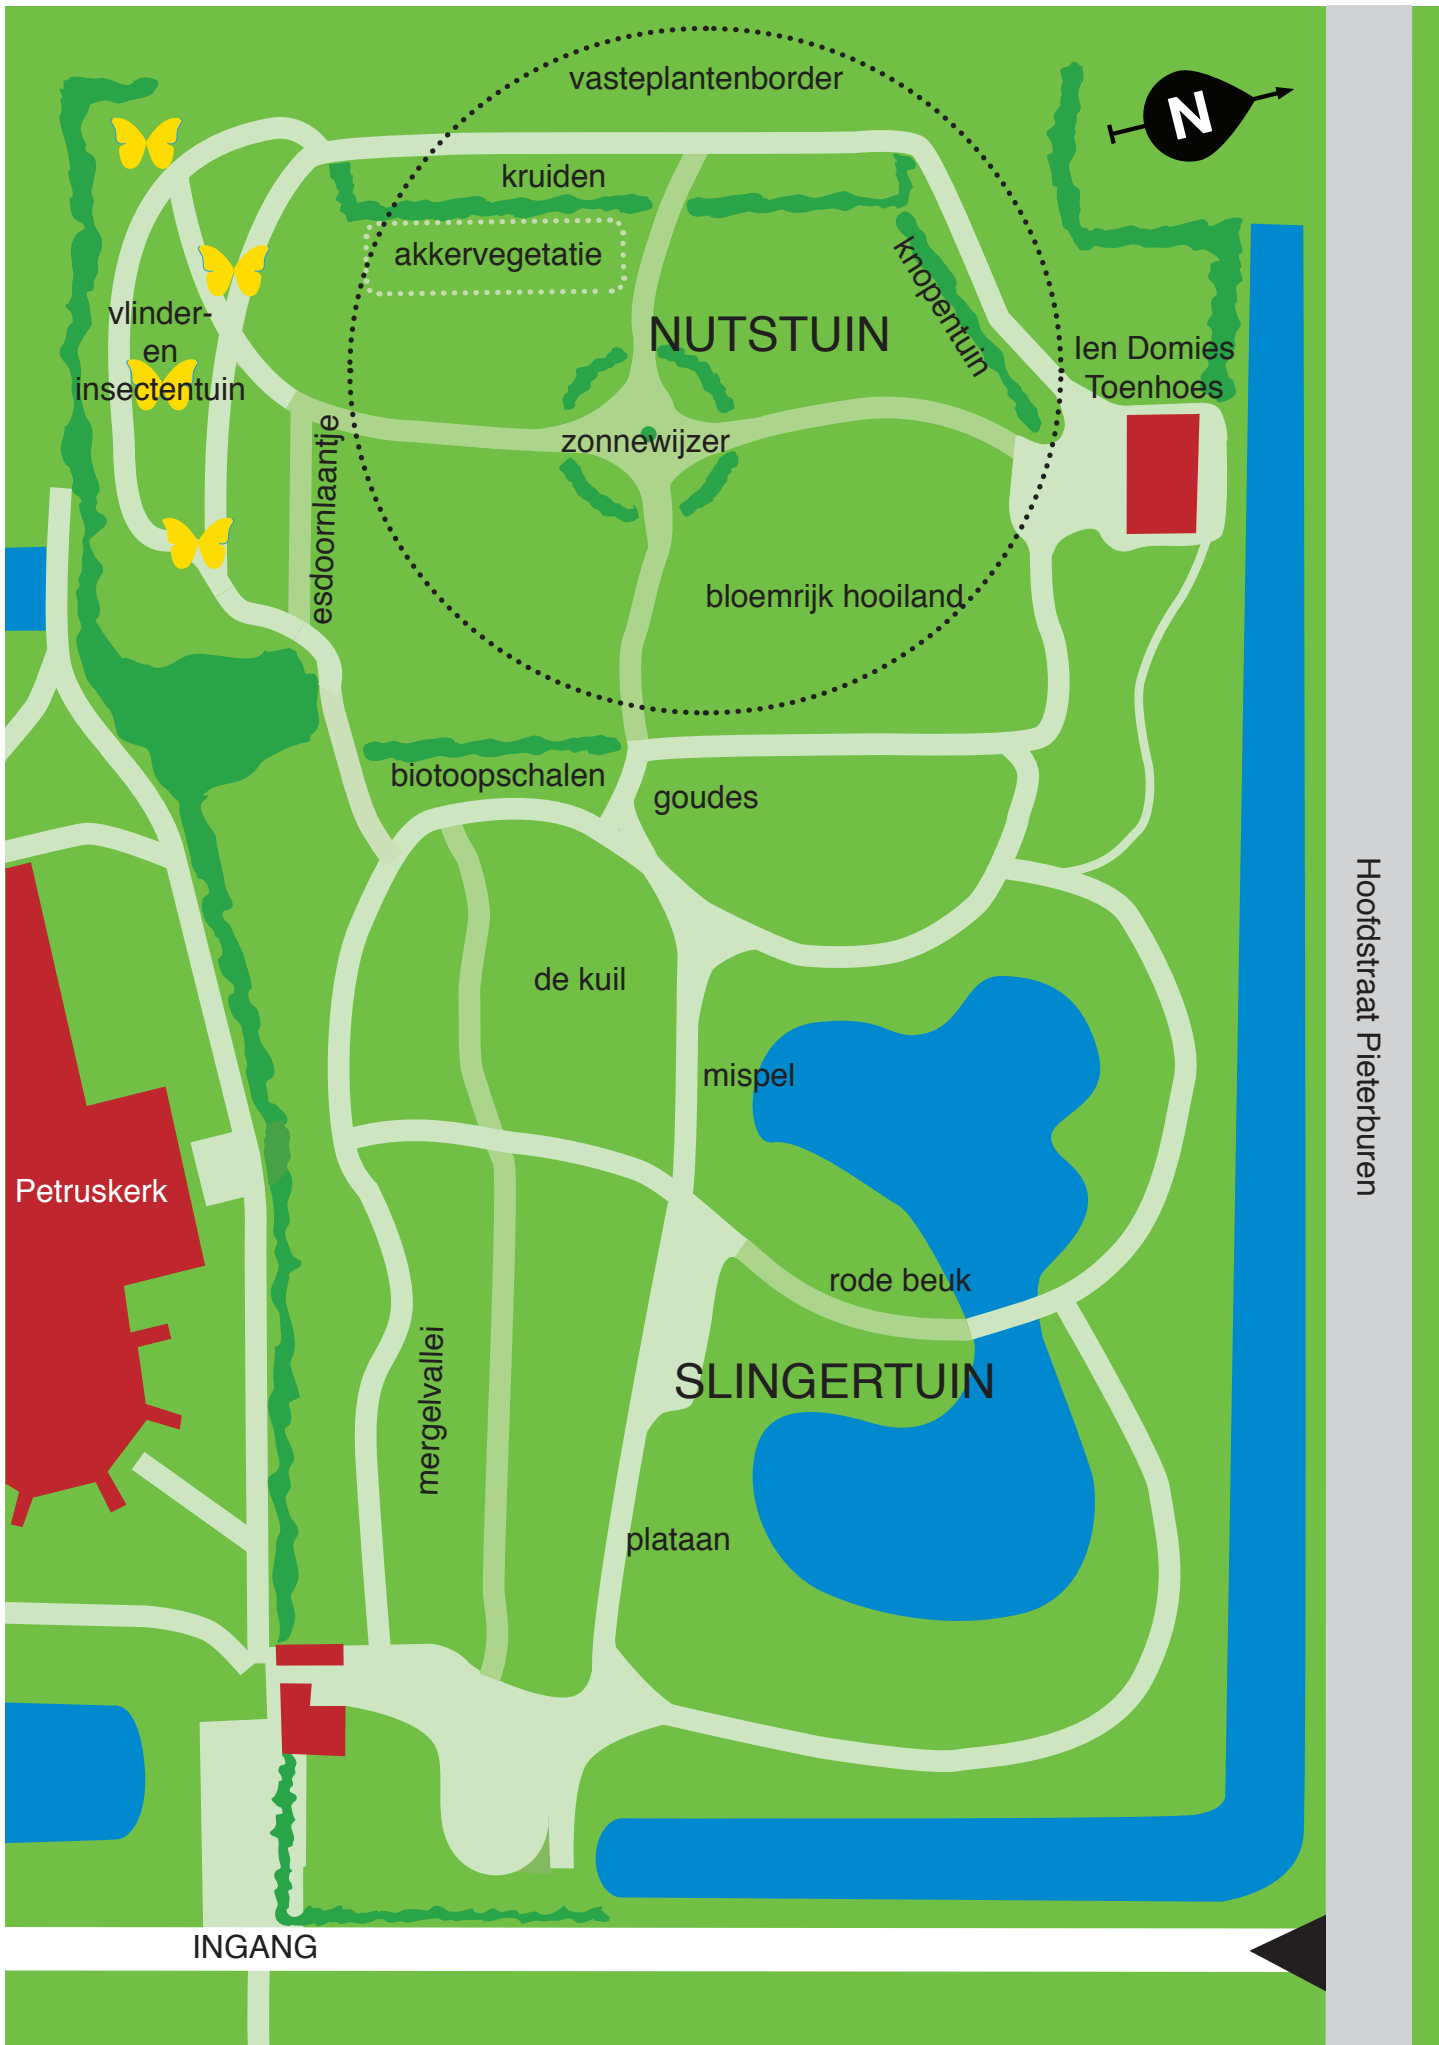 vasteplantenborder
N
kruiden
akkervegetatie
knopentuin
vlinder-
en
insectentuin
NUTSTUIN
Ien Domies
Toenhoes
esdoornlaantje
zonnewijzer
bloemrijk hooiland
biotoopschalen
goudes
de kuil
mispel
Hoofdstraat Pieterburen
Petruskerk
rode beuk
mergelvallei
SLINGERTUIN
plataan
INGANG